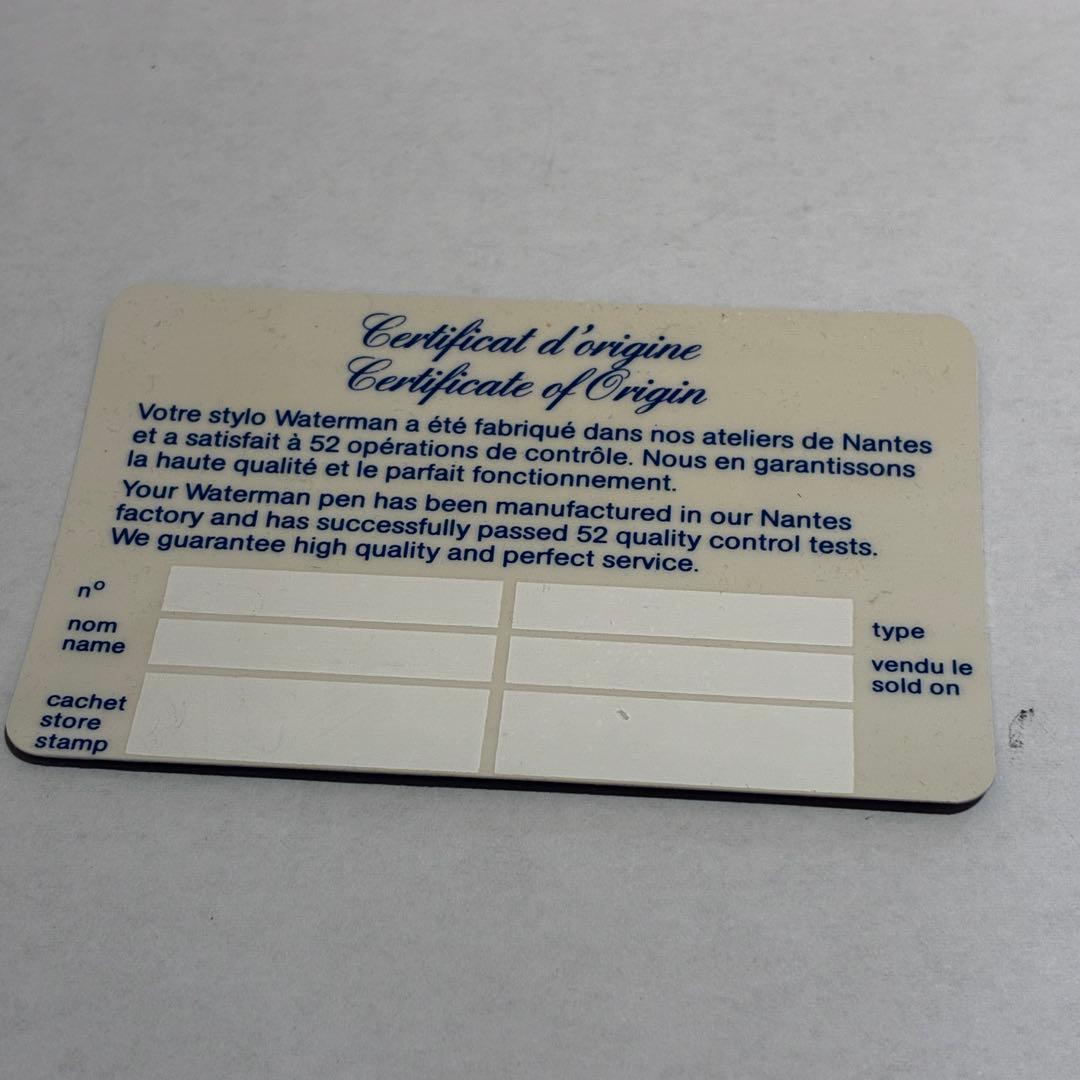 Certificat d'origine
Certificate of Origin
Votre stylo Waterman a été fabriqué dans nos ateliers de Nantes
et a satisfait à 52 opérations de contrôle. Nous en garantissons
la haute qualité et le parfait fonctionnement.
Your Waterman pen has been manufactured in our Nantes
factory and has successfully passed 52 quality control tests.
We guarantee high quality and perfect service.
nº
type
nom
name
vendu le
sold on
cachet
store
stamp